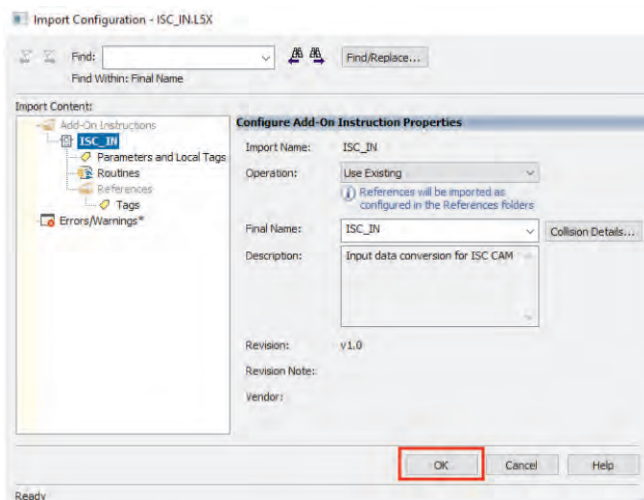 Import Configuration - ISC_IN.L5X
Find:
Find/Replace...
Find Within: Final Name
Import Content:
Add-On Instructions
ISC_IN
Parameters and Local Tags
Routines
References
Tags
Errors/Warnings*
Configure Add-On Instruction Properties
Import Name: ISC_IN
Operation: Use Existing
References will be imported as
configured in the References folders
Final Name: ISC_IN
Collision Details...
Description: Input data conversion for ISC CAM
Revision: v1.0
Revision Note:
Vendor:
OK Cancel Help
Ready